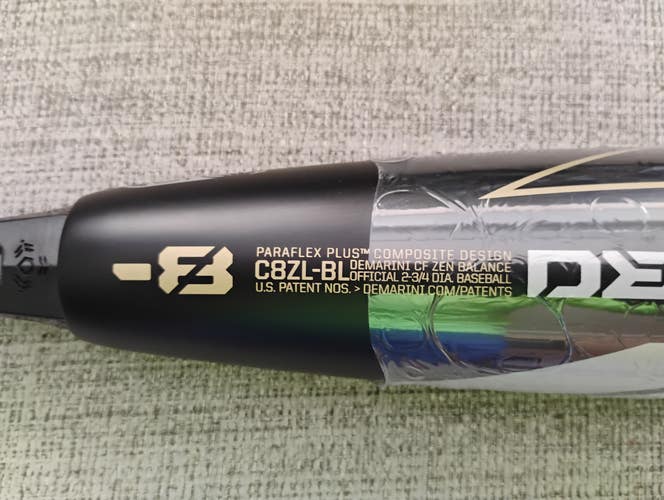 -8
PARAFLEX PLUS™ COMPOSITE DESIGN
C8ZL-BL
DEMARINI CF ZEN BALANCE
OFFICIAL 2-3/4 DIA. BASEBALL
U.S. PATENT NOS. > DEMARINI.COM/PATENTS